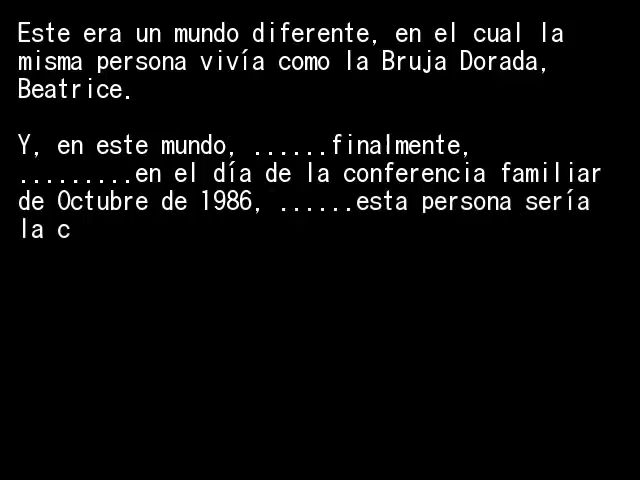 Este era un mundo diferente, en el cual la
misma persona vivía como la Bruja Dorada,
Beatrice.
Y, en este mundo, ......finalmente,
.........en el día de la conferencia familiar
de Octubre de 1986, ......esta persona sería
la c